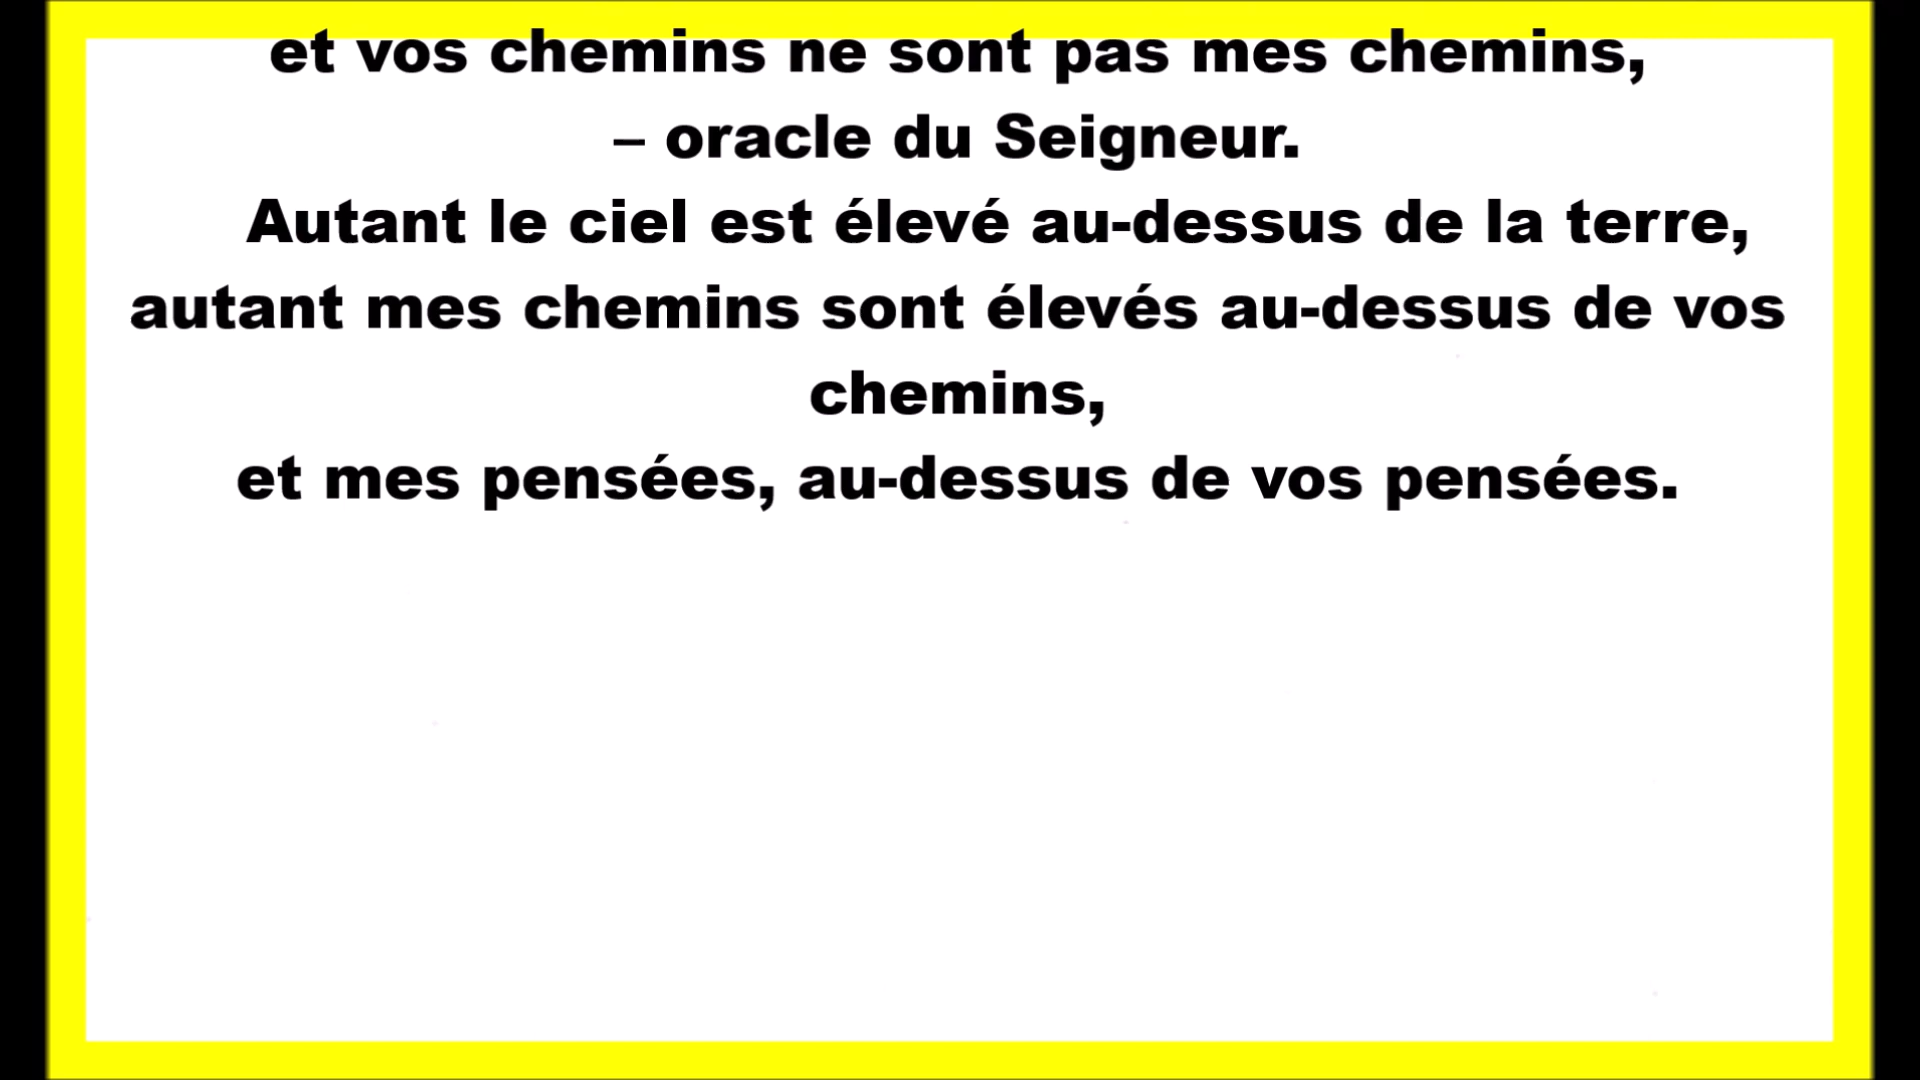 et vos chemins ne sont pas mes chemins,
– oracle du Seigneur.
Autant le ciel est élevé au-dessus de la terre,
autant mes chemins sont élevés au-dessus de vos
chemins,
et mes pensées, au-dessus de vos pensées.